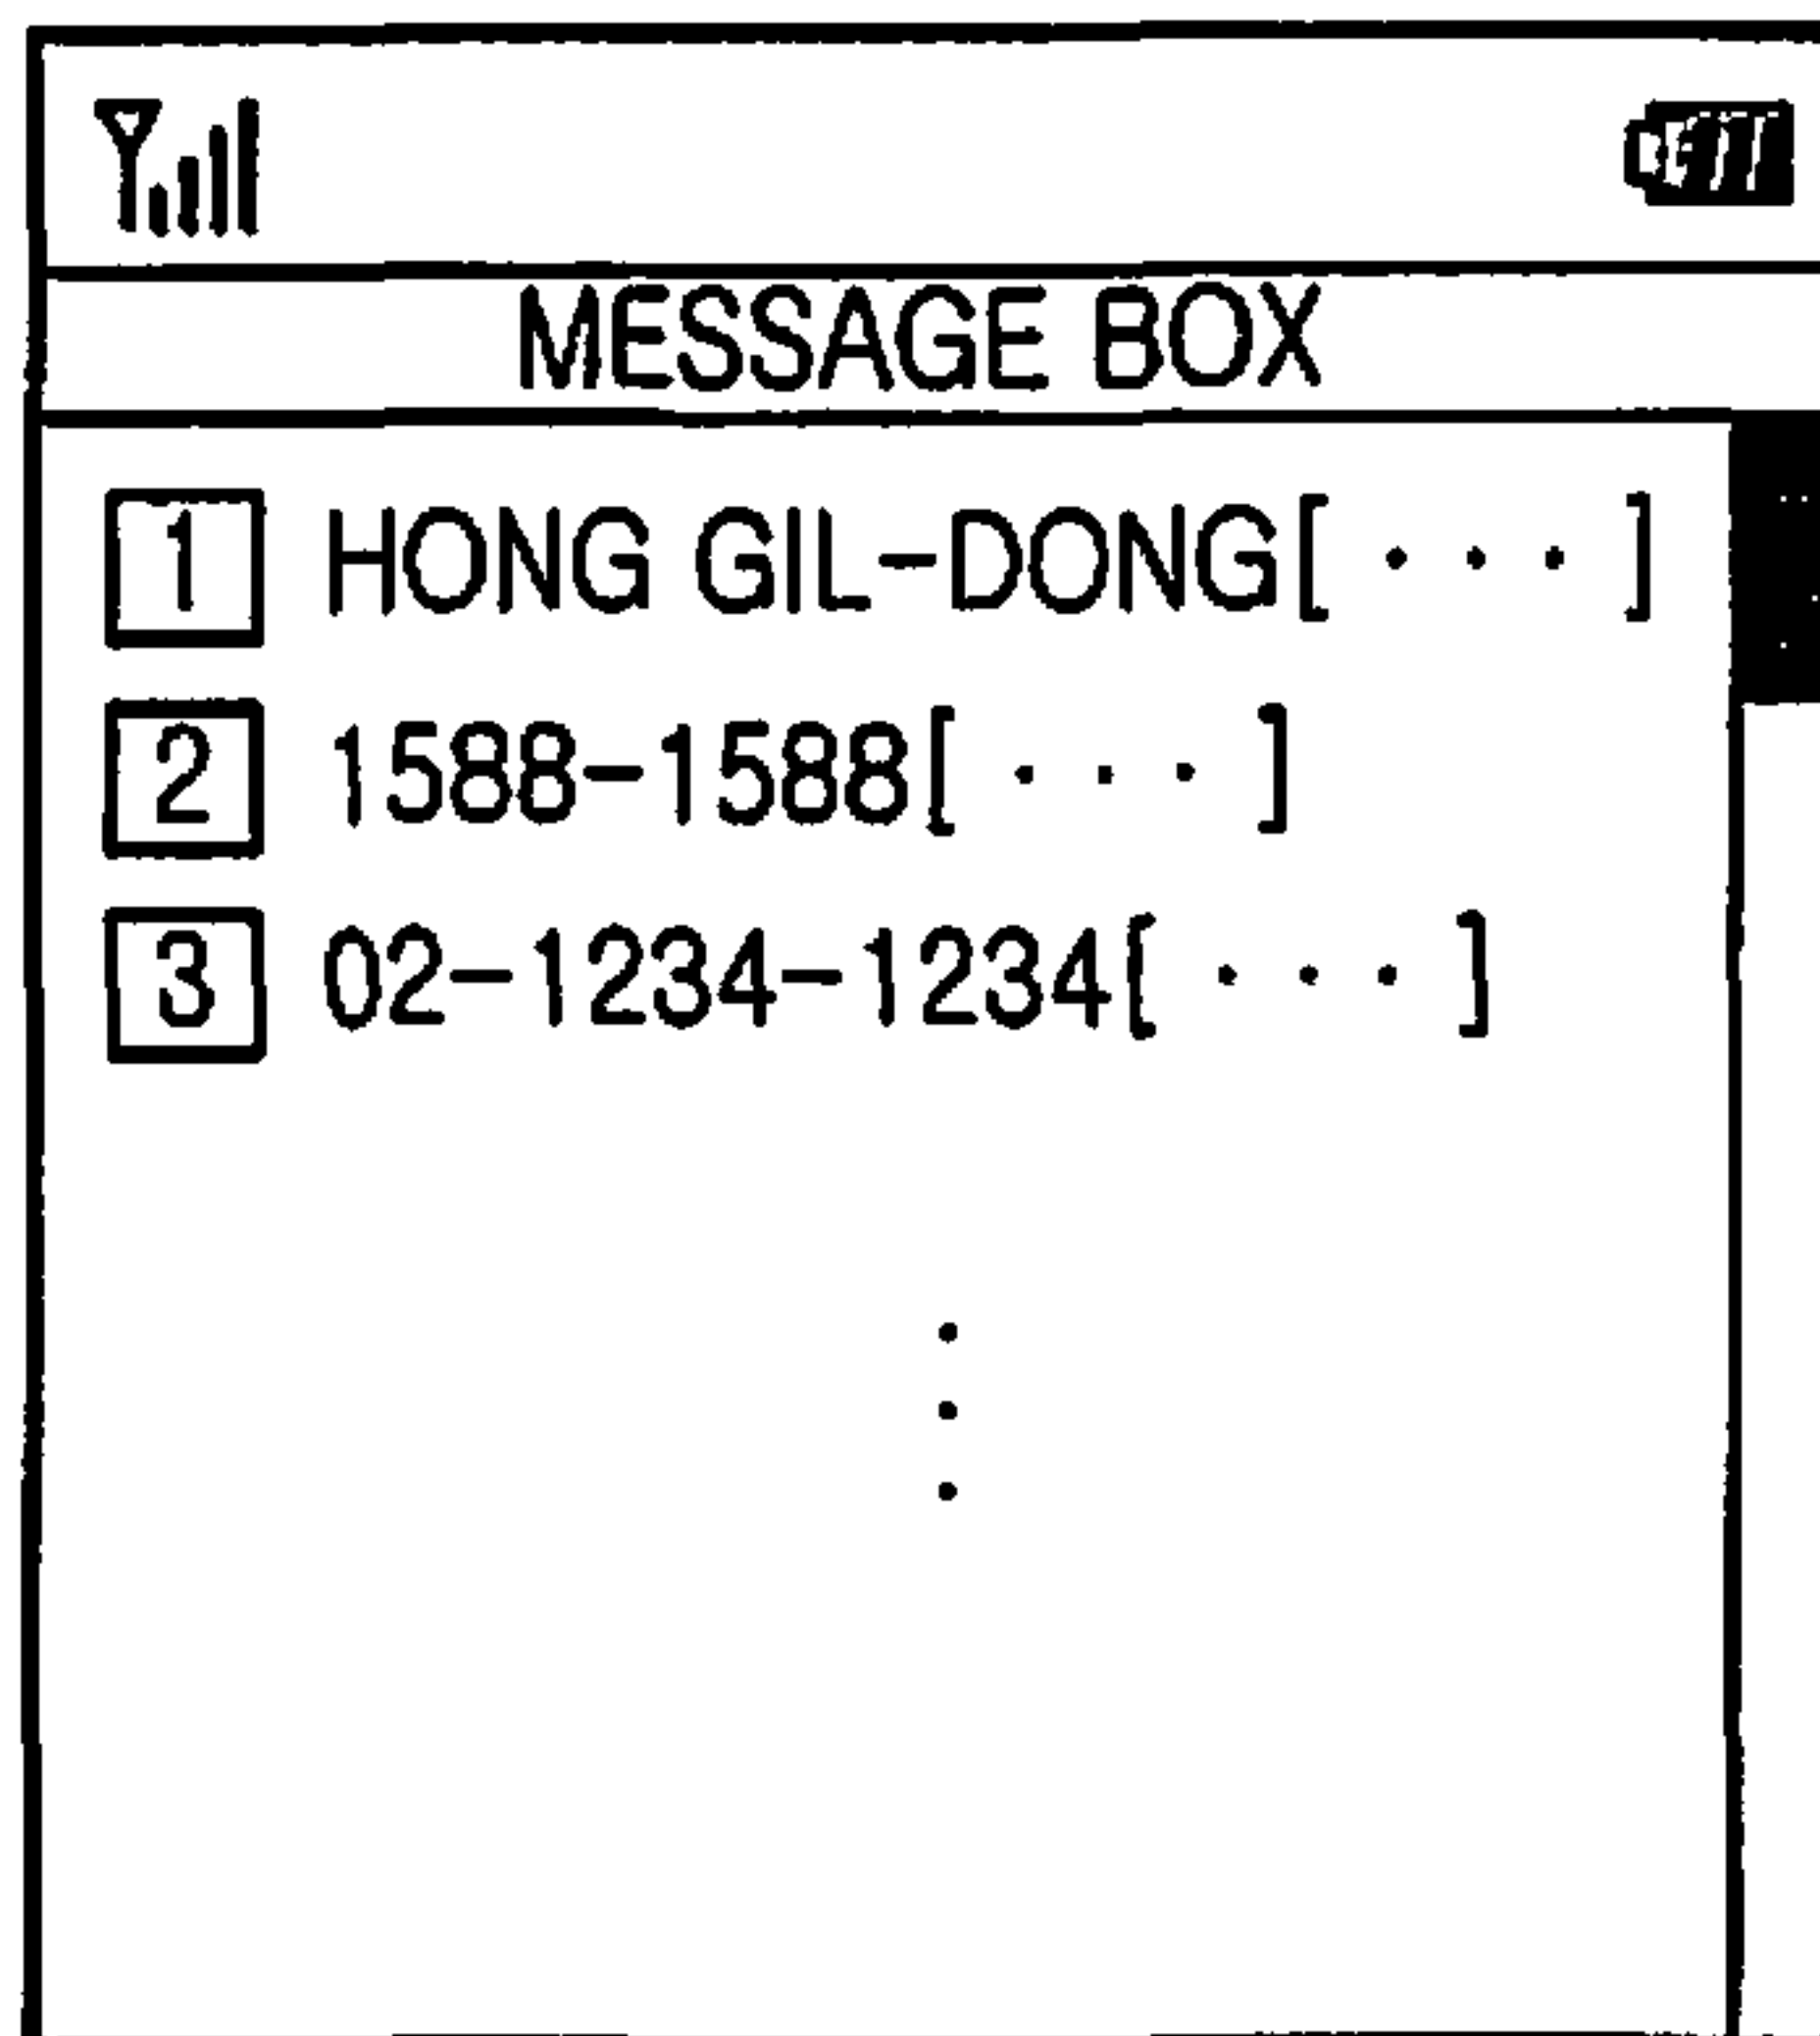 MESSAGE BOX
1 HONG GIL-DONG[ · · · ]
2 1588-1588[ · · · ]
3 02-1234-1234[ · · · ]